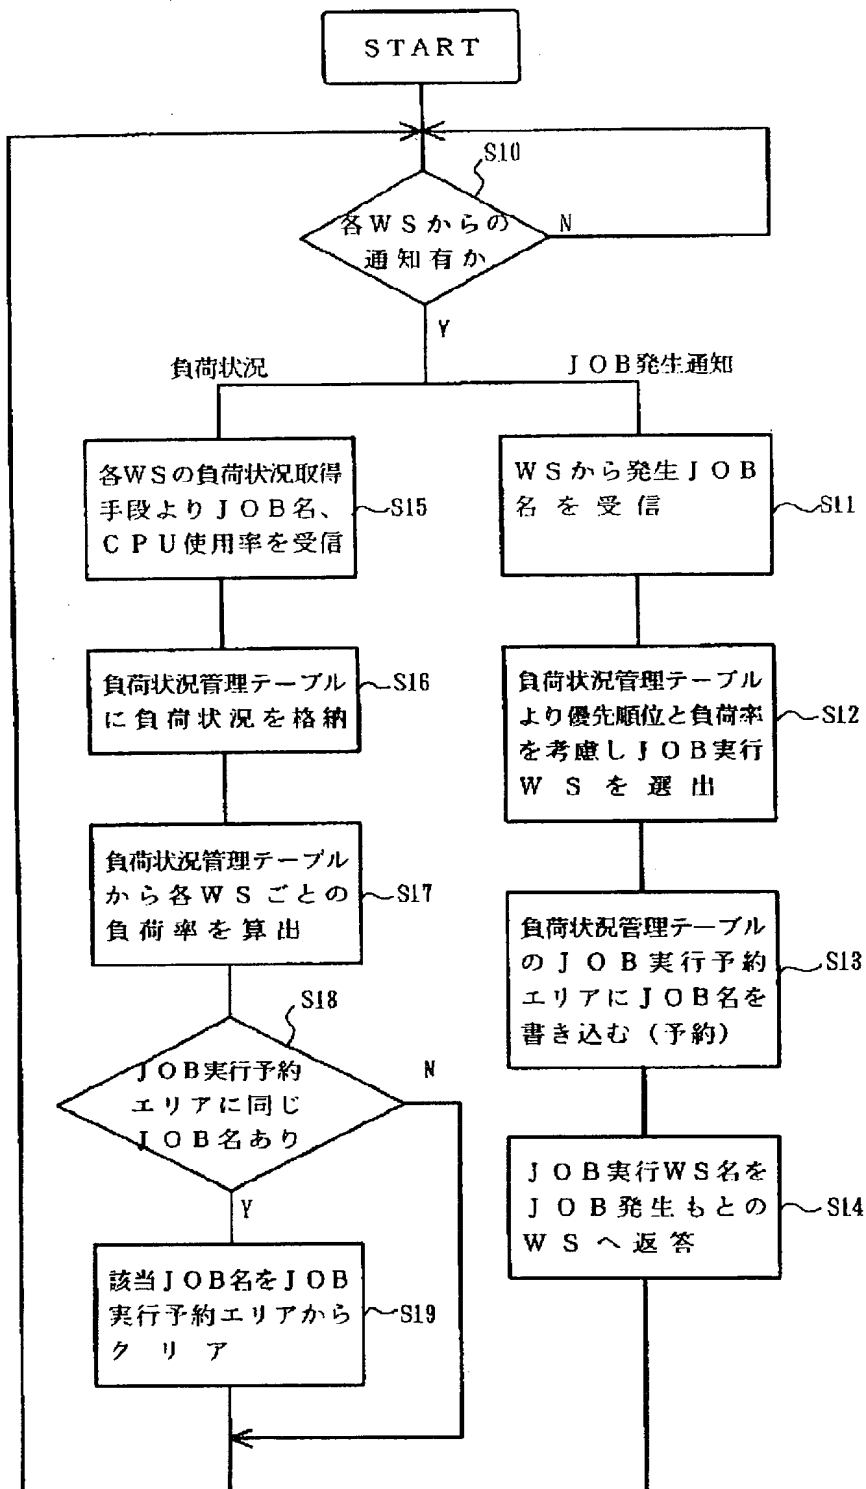 START
S10
各WSからの
通知有か
N
Y
負荷状況
JOB発生通知
各WSの負荷状況取得
手段よりJOB名、
CPU使用率を受信
S15
WSから発生JOB
名を受信
S11
負荷状況管理テーブル
に負荷状況を格納
S16
負荷状況管理テーブル
より優先順位と負荷率
を考慮しJOB実行
WSを選出
S12
負荷状況管理テーブル
から各WSごとの
負荷率を算出
S17
負荷状況管理テーブル
のJOB実行予約
エリアにJOB名を
書き込む(予約)
S13
S18
JOB実行予約
エリアに同じ
JOB名あり
N
Y
JOB実行WS名を
JOB発生もとの
WSへ返答
S14
該当JOB名をJOB
実行予約エリアから
クリア
S19